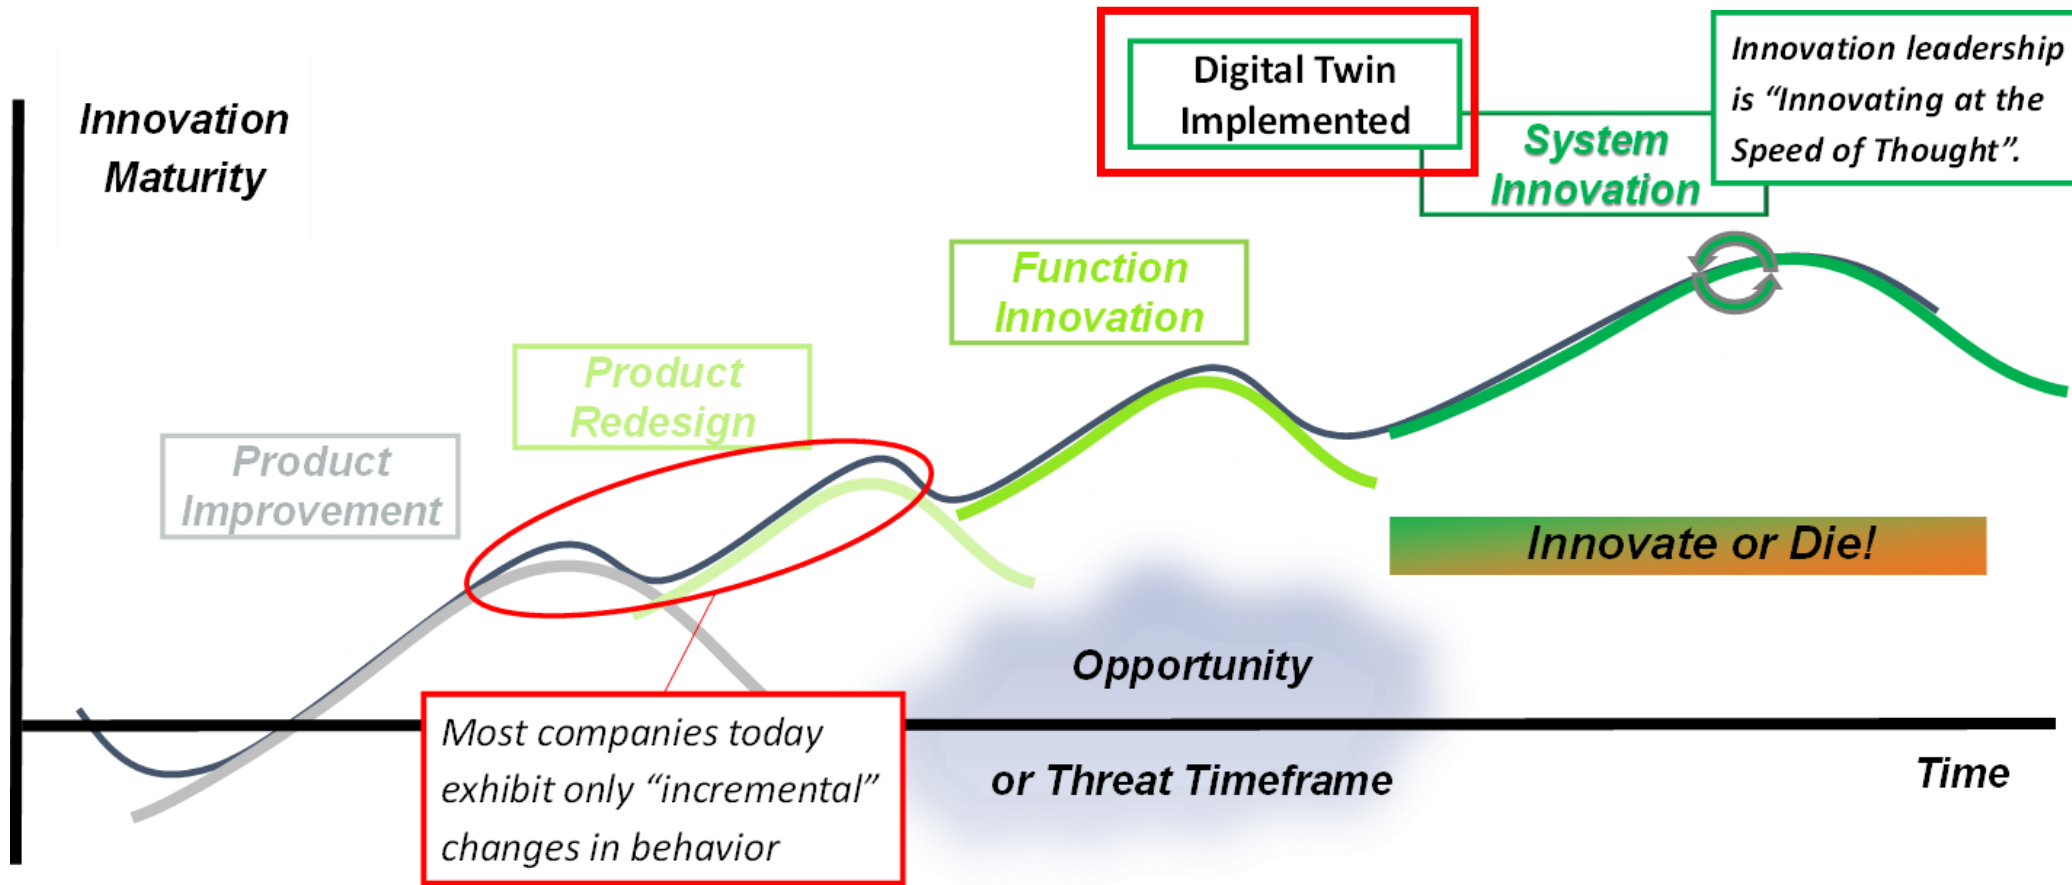 Innovation
Maturity
Digital Twin
Implemented
System
Innovation
Innovation leadership
is “Innovating at the
Speed of Thought”.
Function
Innovation
Product
Redesign
Product
Improvement
Innovate or Die!
Opportunity
or Threat Timeframe
Time
Most companies today
exhibit only “incremental”
changes in behavior